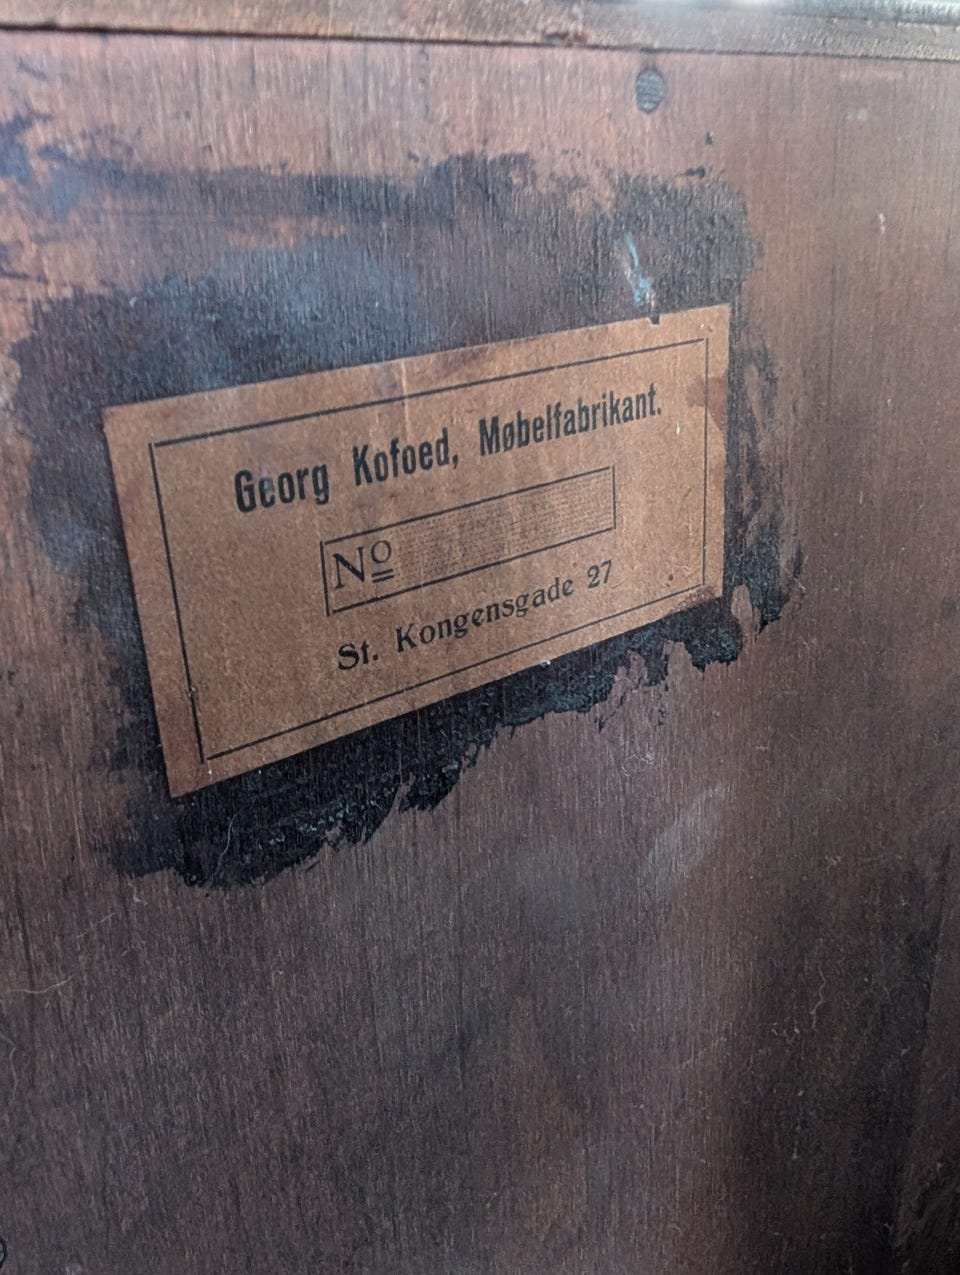 Georg Kofoed, Møbelfabrikant.
No
St. Kongensgade 27